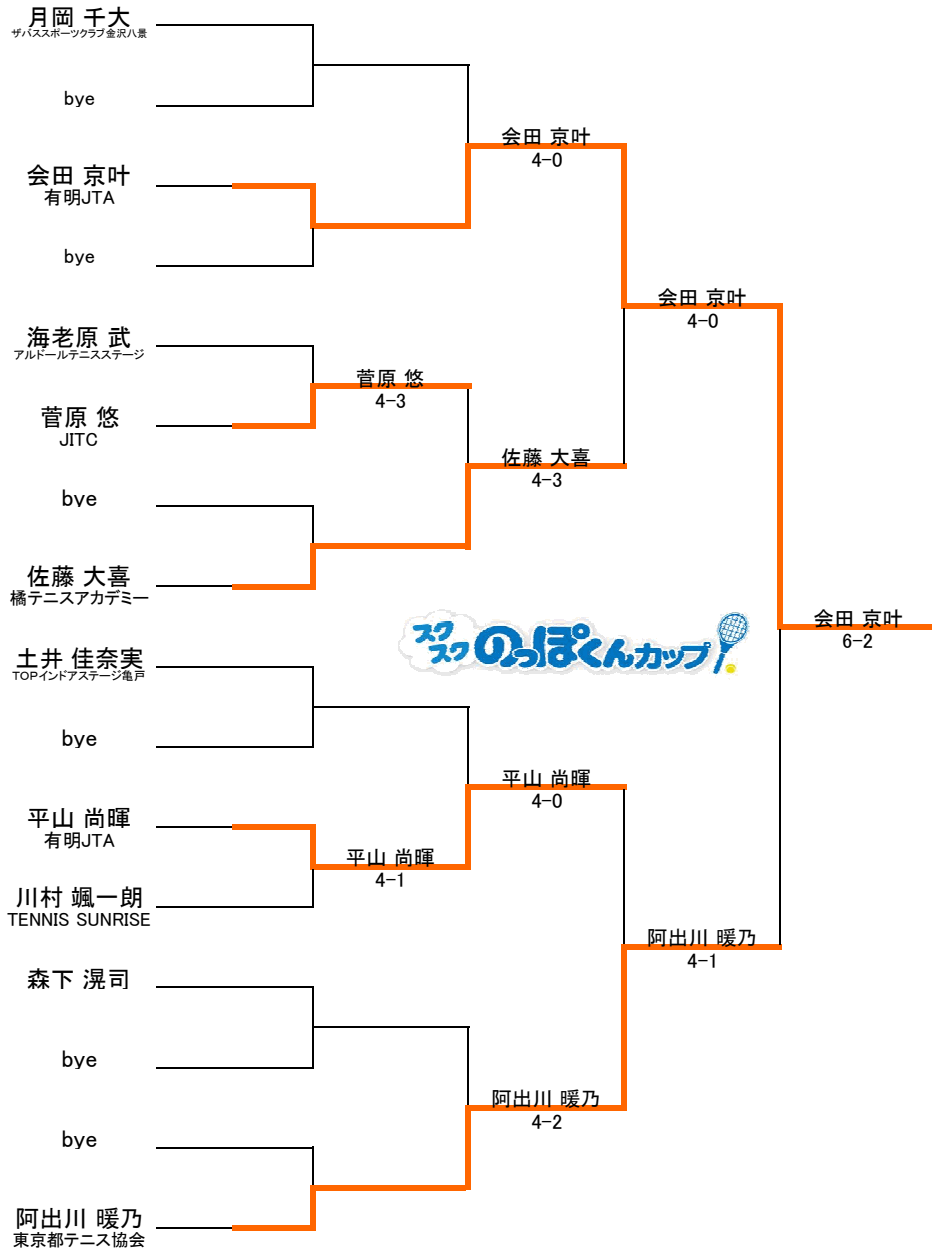 月岡 千大
ザバススポーツクラブ金沢八景
bye
会田 京叶
有明JTA
bye
海老原 武
アルドールテニスステージ
菅原 悠
JITC
bye
佐藤 大喜
橘テニスアカデミー
土井 佳奈実
TOPインドアステージ亀戸
bye
平山 尚暉
有明JTA
川村 颯一朗
TENNIS SUNRISE
森下 滉司
bye
bye
阿出川 暖乃
東京都テニス協会
菅原 悠
4-3
平山 尚暉
4-1
会田 京叶
4-0
佐藤 大喜
4-3
平山 尚暉
4-0
阿出川 暖乃
4-2
会田 京叶
4-0
阿出川 暖乃
4-1
スクスクのっぽくんカップ
会田 京叶
6-2